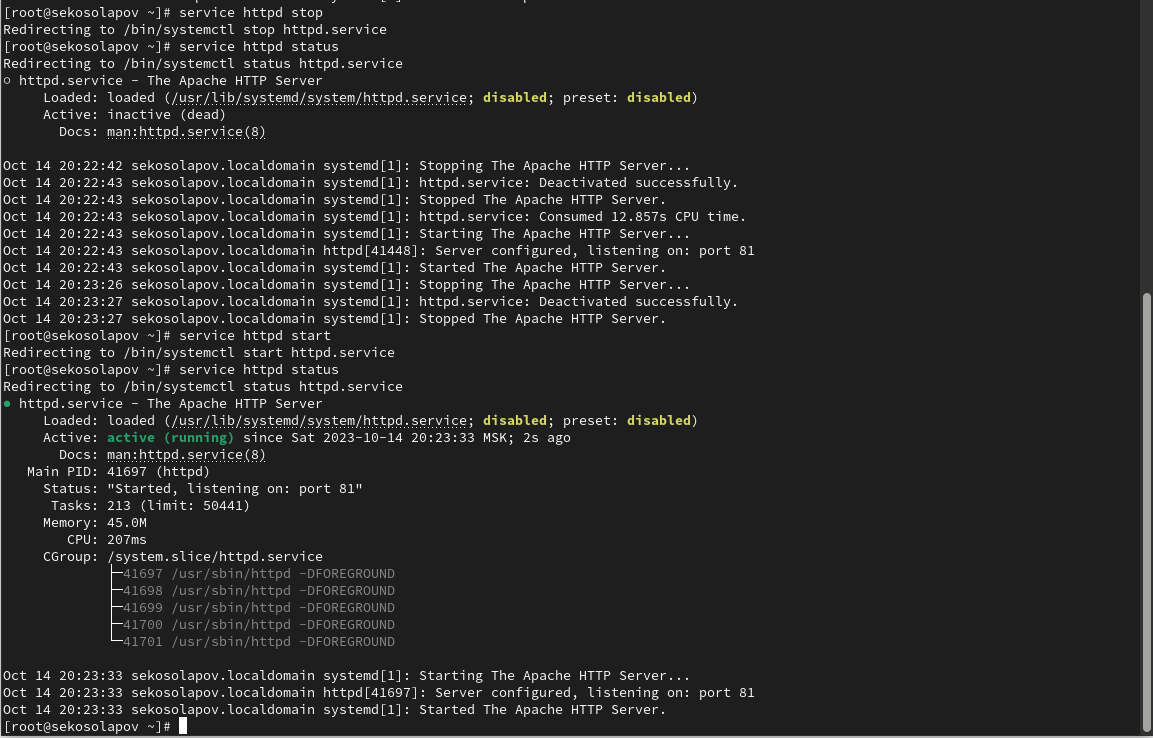 [root@sekosolapov ~]# service httpd stop
Redirecting to /bin/systemctl stop httpd.service
[root@sekosolapov ~]# service httpd status
Redirecting to /bin/systemctl status httpd.service
○ httpd.service - The Apache HTTP Server
     Loaded: loaded (/usr/lib/systemd/system/httpd.service; disabled; preset: disabled)
     Active: inactive (dead)
       Docs: man:httpd.service(8)

Oct 14 20:22:42 sekosolapov.localdomain systemd[1]: Stopping The Apache HTTP Server...
Oct 14 20:22:43 sekosolapov.localdomain systemd[1]: httpd.service: Deactivated successfully.
Oct 14 20:22:43 sekosolapov.localdomain systemd[1]: Stopped The Apache HTTP Server.
Oct 14 20:22:43 sekosolapov.localdomain systemd[1]: httpd.service: Consumed 12.857s CPU time.
Oct 14 20:22:43 sekosolapov.localdomain systemd[1]: Starting The Apache HTTP Server...
Oct 14 20:22:43 sekosolapov.localdomain httpd[41448]: Server configured, listening on: port 81
Oct 14 20:22:43 sekosolapov.localdomain systemd[1]: Started The Apache HTTP Server.
Oct 14 20:23:26 sekosolapov.localdomain systemd[1]: Stopping The Apache HTTP Server...
Oct 14 20:23:27 sekosolapov.localdomain systemd[1]: httpd.service: Deactivated successfully.
Oct 14 20:23:27 sekosolapov.localdomain systemd[1]: Stopped The Apache HTTP Server.
[root@sekosolapov ~]# service httpd start
Redirecting to /bin/systemctl start httpd.service
[root@sekosolapov ~]# service httpd status
Redirecting to /bin/systemctl status httpd.service
● httpd.service - The Apache HTTP Server
     Loaded: loaded (/usr/lib/systemd/system/httpd.service; disabled; preset: disabled)
     Active: active (running) since Sat 2023-10-14 20:23:33 MSK; 2s ago
       Docs: man:httpd.service(8)
   Main PID: 41697 (httpd)
     Status: "Started, listening on: port 81"
      Tasks: 213 (limit: 50441)
     Memory: 45.0M
        CPU: 207ms
     CGroup: /system.slice/httpd.service
             ├─41697 /usr/sbin/httpd -DFOREGROUND
             ├─41698 /usr/sbin/httpd -DFOREGROUND
             ├─41699 /usr/sbin/httpd -DFOREGROUND
             ├─41700 /usr/sbin/httpd -DFOREGROUND
             └─41701 /usr/sbin/httpd -DFOREGROUND

Oct 14 20:23:33 sekosolapov.localdomain systemd[1]: Starting The Apache HTTP Server...
Oct 14 20:23:33 sekosolapov.localdomain httpd[41697]: Server configured, listening on: port 81
Oct 14 20:23:33 sekosolapov.localdomain systemd[1]: Started The Apache HTTP Server.
[root@sekosolapov ~]#